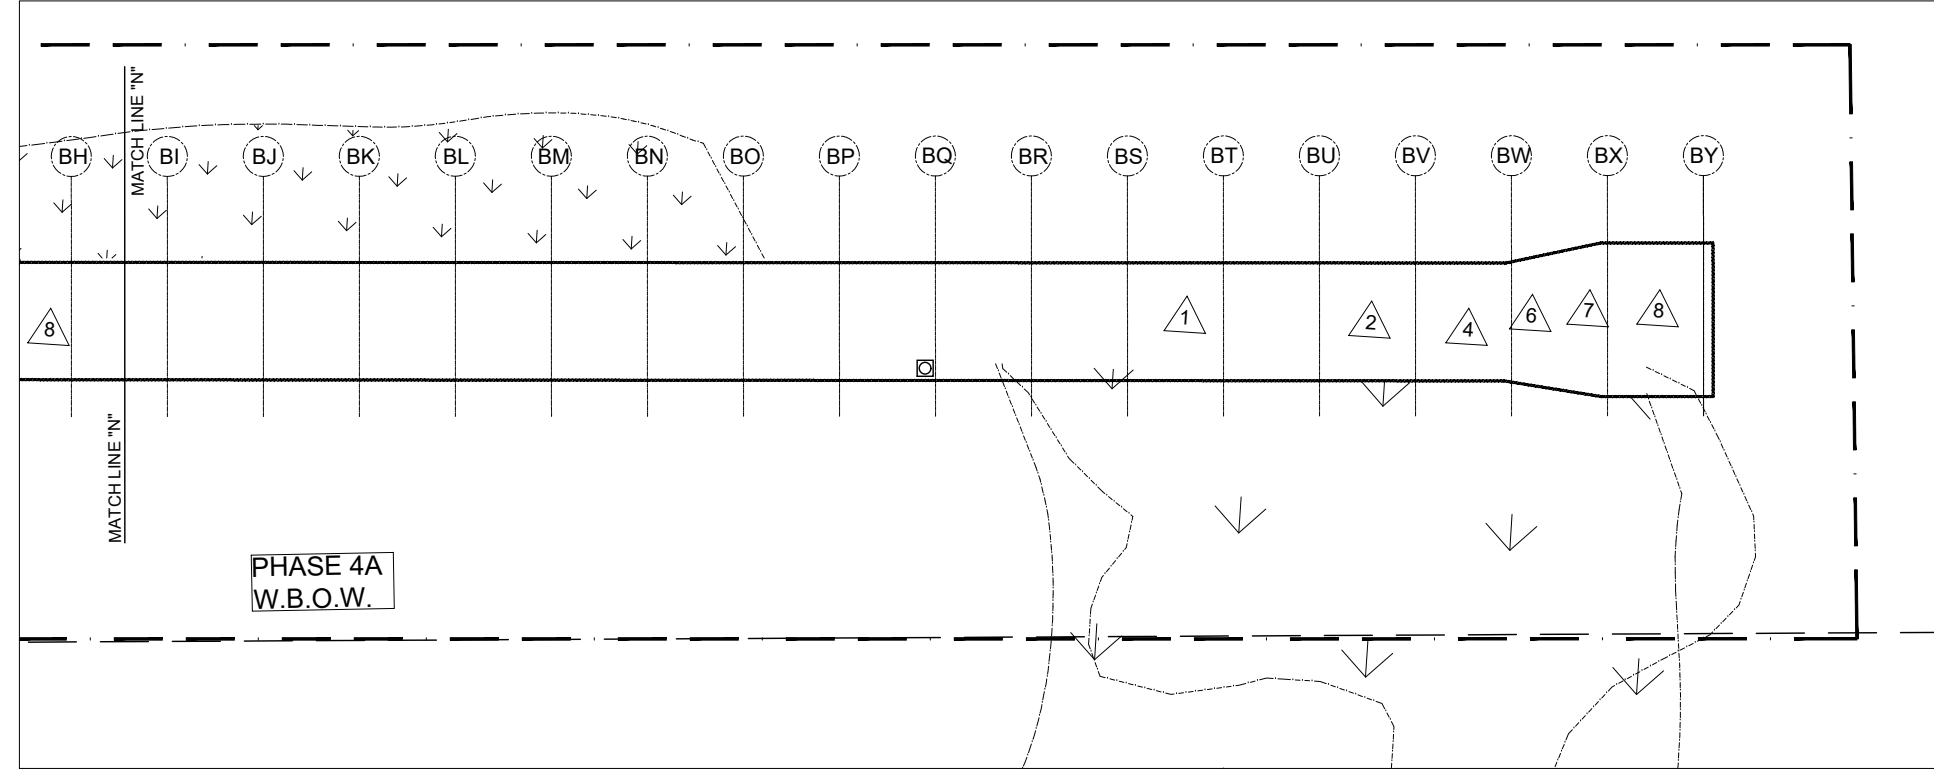 MATCH LINE "N"
BH BI BJ BK BL BM BN BO BP BQ BR BS BT BU BV BW BX BY
8 1 2 4 6 7 8
MATCH LINE "N"
PHASE 4A
W.B.O.W.